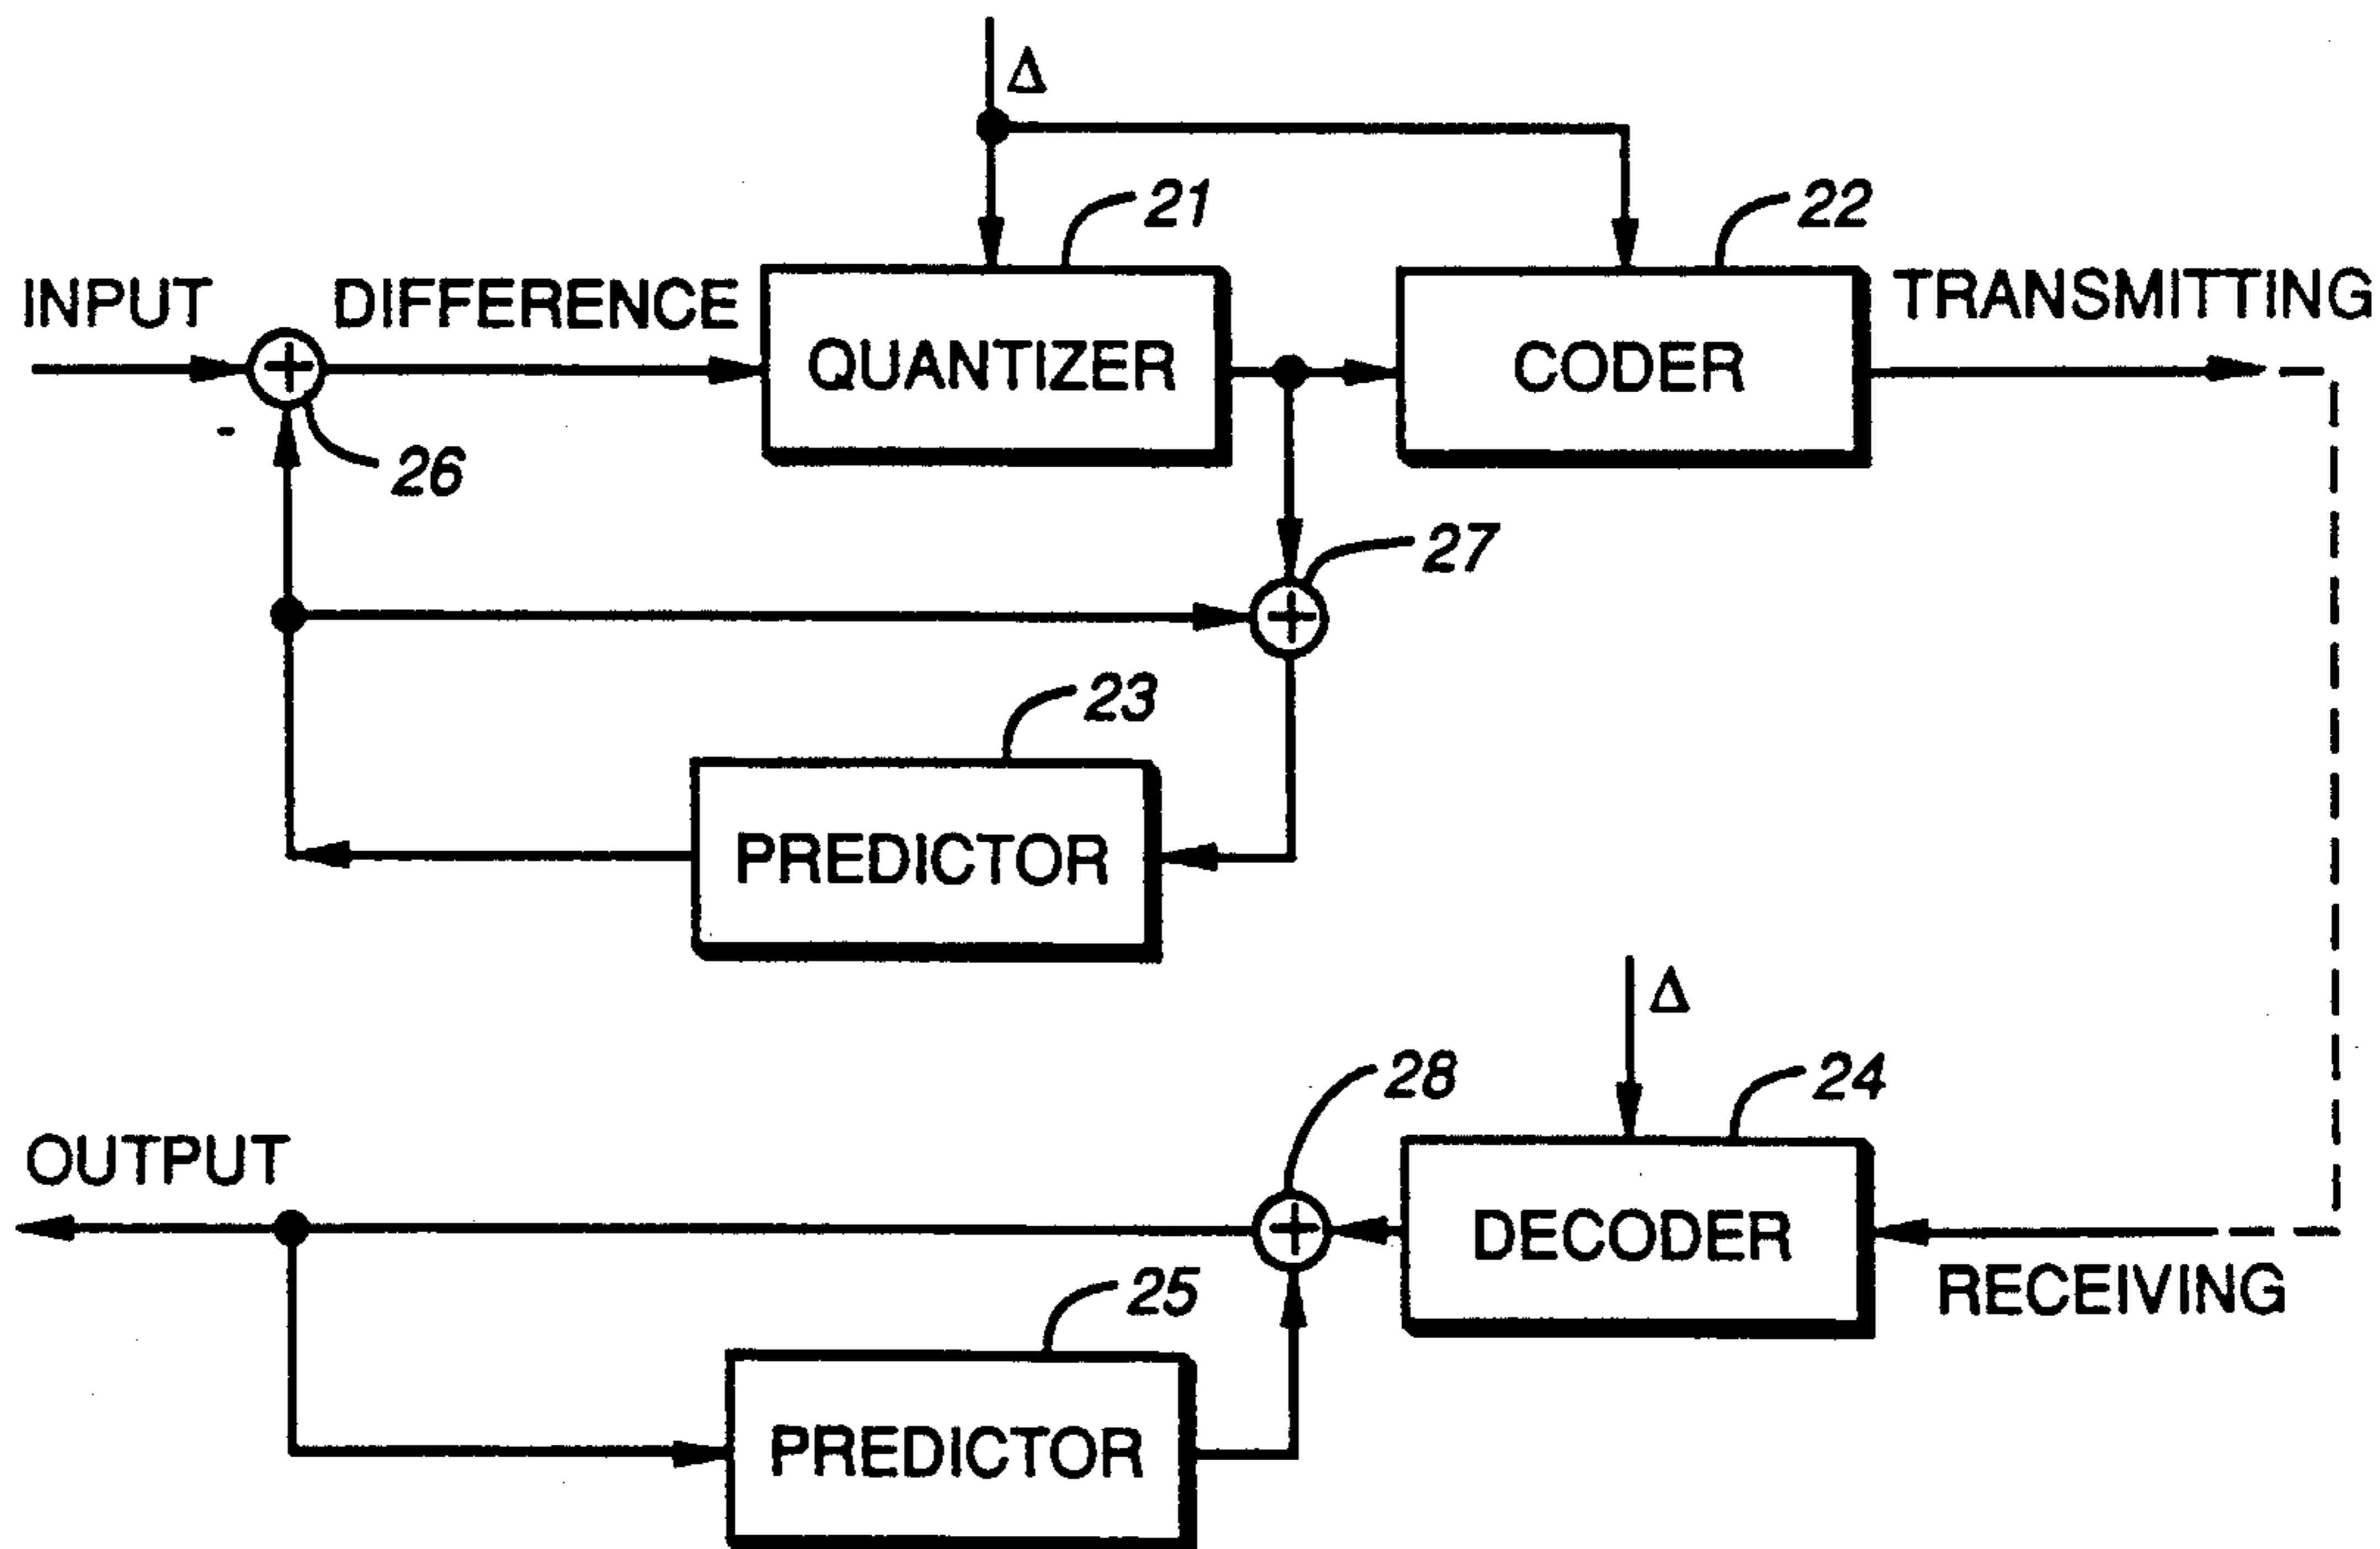 Δ
21
22
INPUT
DIFFERENCE
QUANTIZER
CODER
TRANSMITTING
+
-
26
27
+
23
PREDICTOR
Δ
28
24
OUTPUT
+
DECODER
RECEIVING
25
PREDICTOR